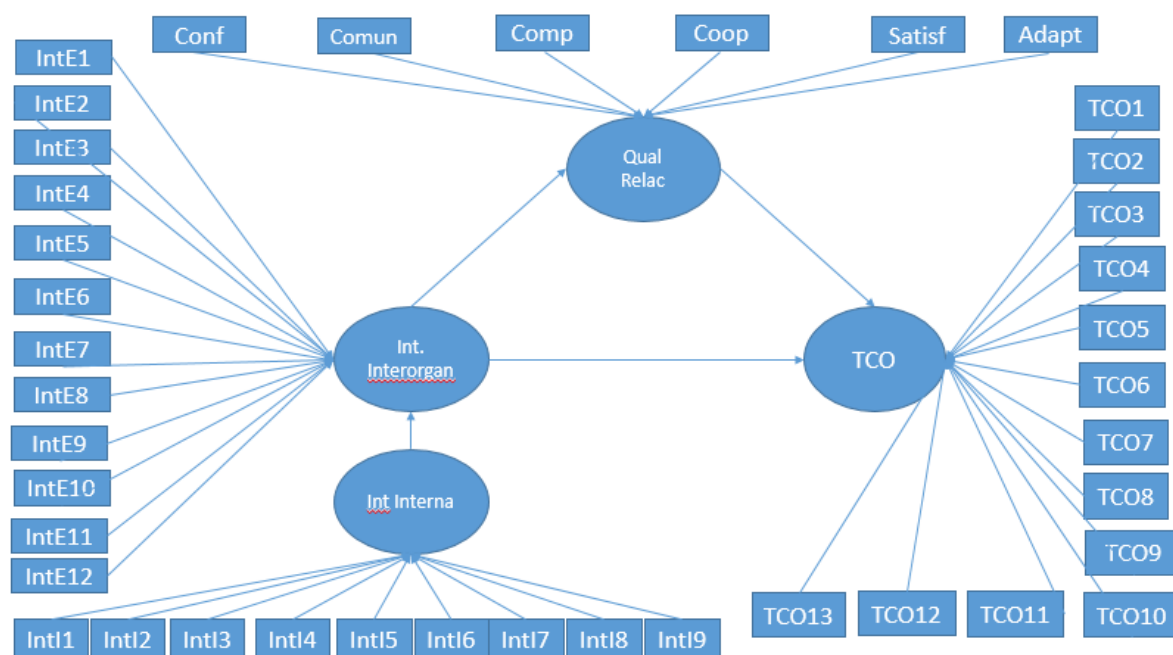 Conf
Comun
Comp
Coop
Satisf
Adapt
IntE1
IntE2
IntE3
IntE4
IntE5
IntE6
IntE7
IntE8
IntE9
IntE10
IntE11
IntE12
Qual
Relac
Int.
Interorgan
TCO
Int Interna
TCO1
TCO2
TCO3
TCO4
TCO5
TCO6
TCO7
TCO8
TCO9
TCO10
TCO11
TCO12
TCO13
IntI1
IntI2
IntI3
IntI4
IntI5
IntI6
IntI7
IntI8
IntI9